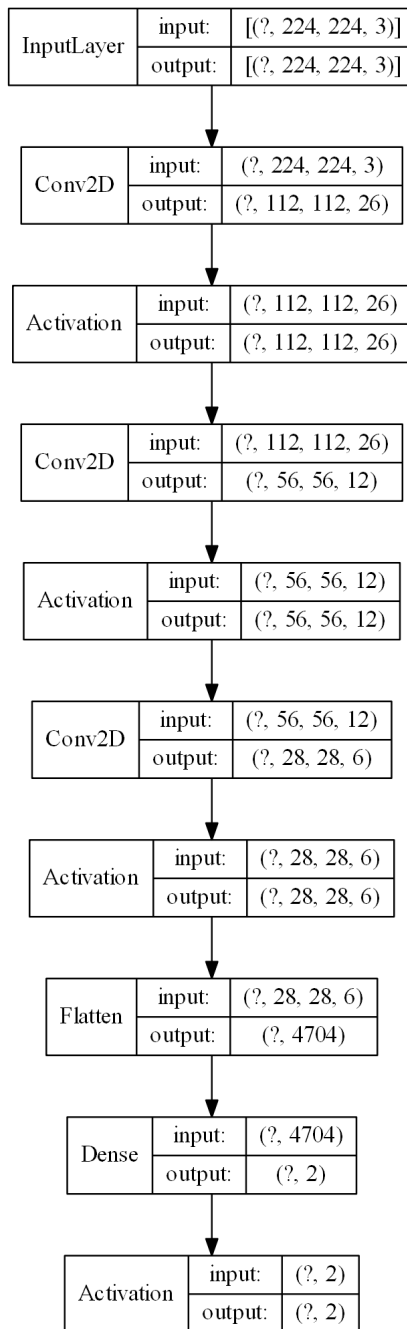 InputLayer
input: [(?, 224, 224, 3)]
output: [(?, 224, 224, 3)]
Conv2D
input: (?, 224, 224, 3)
output: (?, 112, 112, 26)
Activation
input: (?, 112, 112, 26)
output: (?, 112, 112, 26)
Conv2D
input: (?, 112, 112, 26)
output: (?, 56, 56, 12)
Activation
input: (?, 56, 56, 12)
output: (?, 56, 56, 12)
Conv2D
input: (?, 56, 56, 12)
output: (?, 28, 28, 6)
Activation
input: (?, 28, 28, 6)
output: (?, 28, 28, 6)
Flatten
input: (?, 28, 28, 6)
output: (?, 4704)
Dense
input: (?, 4704)
output: (?, 2)
Activation
input: (?, 2)
output: (?, 2)